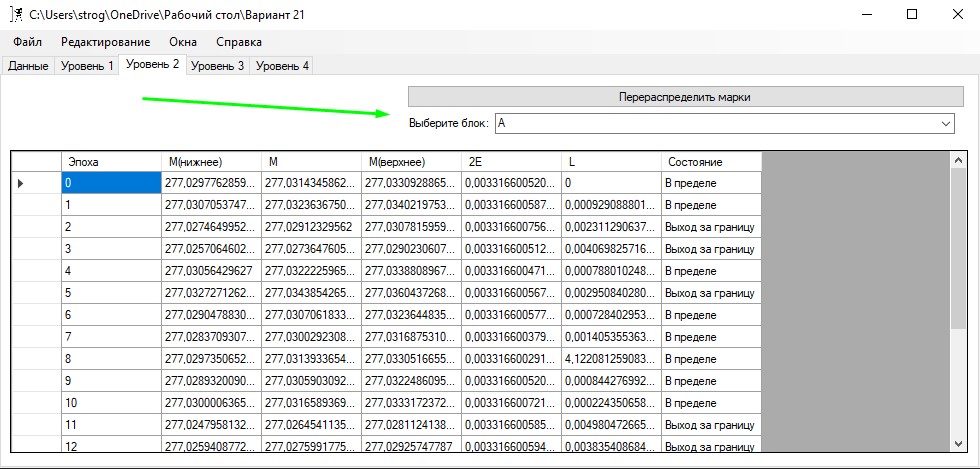 C:\Users\strog\OneDrive\Рабочий стол\Вариант 21
Файл Редактирование Окна Справка
Данные Уровень 1 Уровень 2 Уровень 3 Уровень 4
Перераспределить марки
Выберите блок: A
Эпоха M(нижнее) M M(верхнее) 2E L Состояние
0 277,0297762859... 277,0314345862... 277,0330928865... 0,003316600520... 0 В пределе
1 277,0307053747... 277,0323636750... 277,0340219753... 0,003316600587... 0,000929088801... В пределе
2 277,0274649952... 277,02912329562 277,0307815959... 0,003316600756... 0,002311290637... Выход за границу
3 277,0257064602... 277,0273647605... 277,0290230607... 0,003316600512... 0,004069825716... Выход за границу
4 277,03056429627 277,0322225965... 277,0338808967... 0,003316600471... 0,000788010248... В пределе
5 277,0327271262... 277,0343854265... 277,0360437268... 0,003316600567... 0,002950840280... Выход за границу
6 277,0290478830... 277,0307061833... 277,0323644835... 0,003316600577... 0,000728402953... В пределе
7 277,0283709307... 277,0300292308... 277,0316875310... 0,003316600379... 0,001405355363... В пределе
8 277,0297350652... 277,0313933654... 277,0330516655... 0,003316600291... 4,122081259083... В пределе
9 277,0289320090... 277,0305903092... 277,0322486095... 0,003316600520... 0,000844276992... В пределе
10 277,0300006365... 277,0316589369... 277,0333172372... 0,003316600721... 0,000224350658... В пределе
11 277,0247958132... 277,0264541135... 277,0281124138... 0,003316600585... 0,004980472665... Выход за границу
12 277,0259408772... 277,0275991775... 277,02925747787 0,003316600594... 0,003835408684... Выход за границу